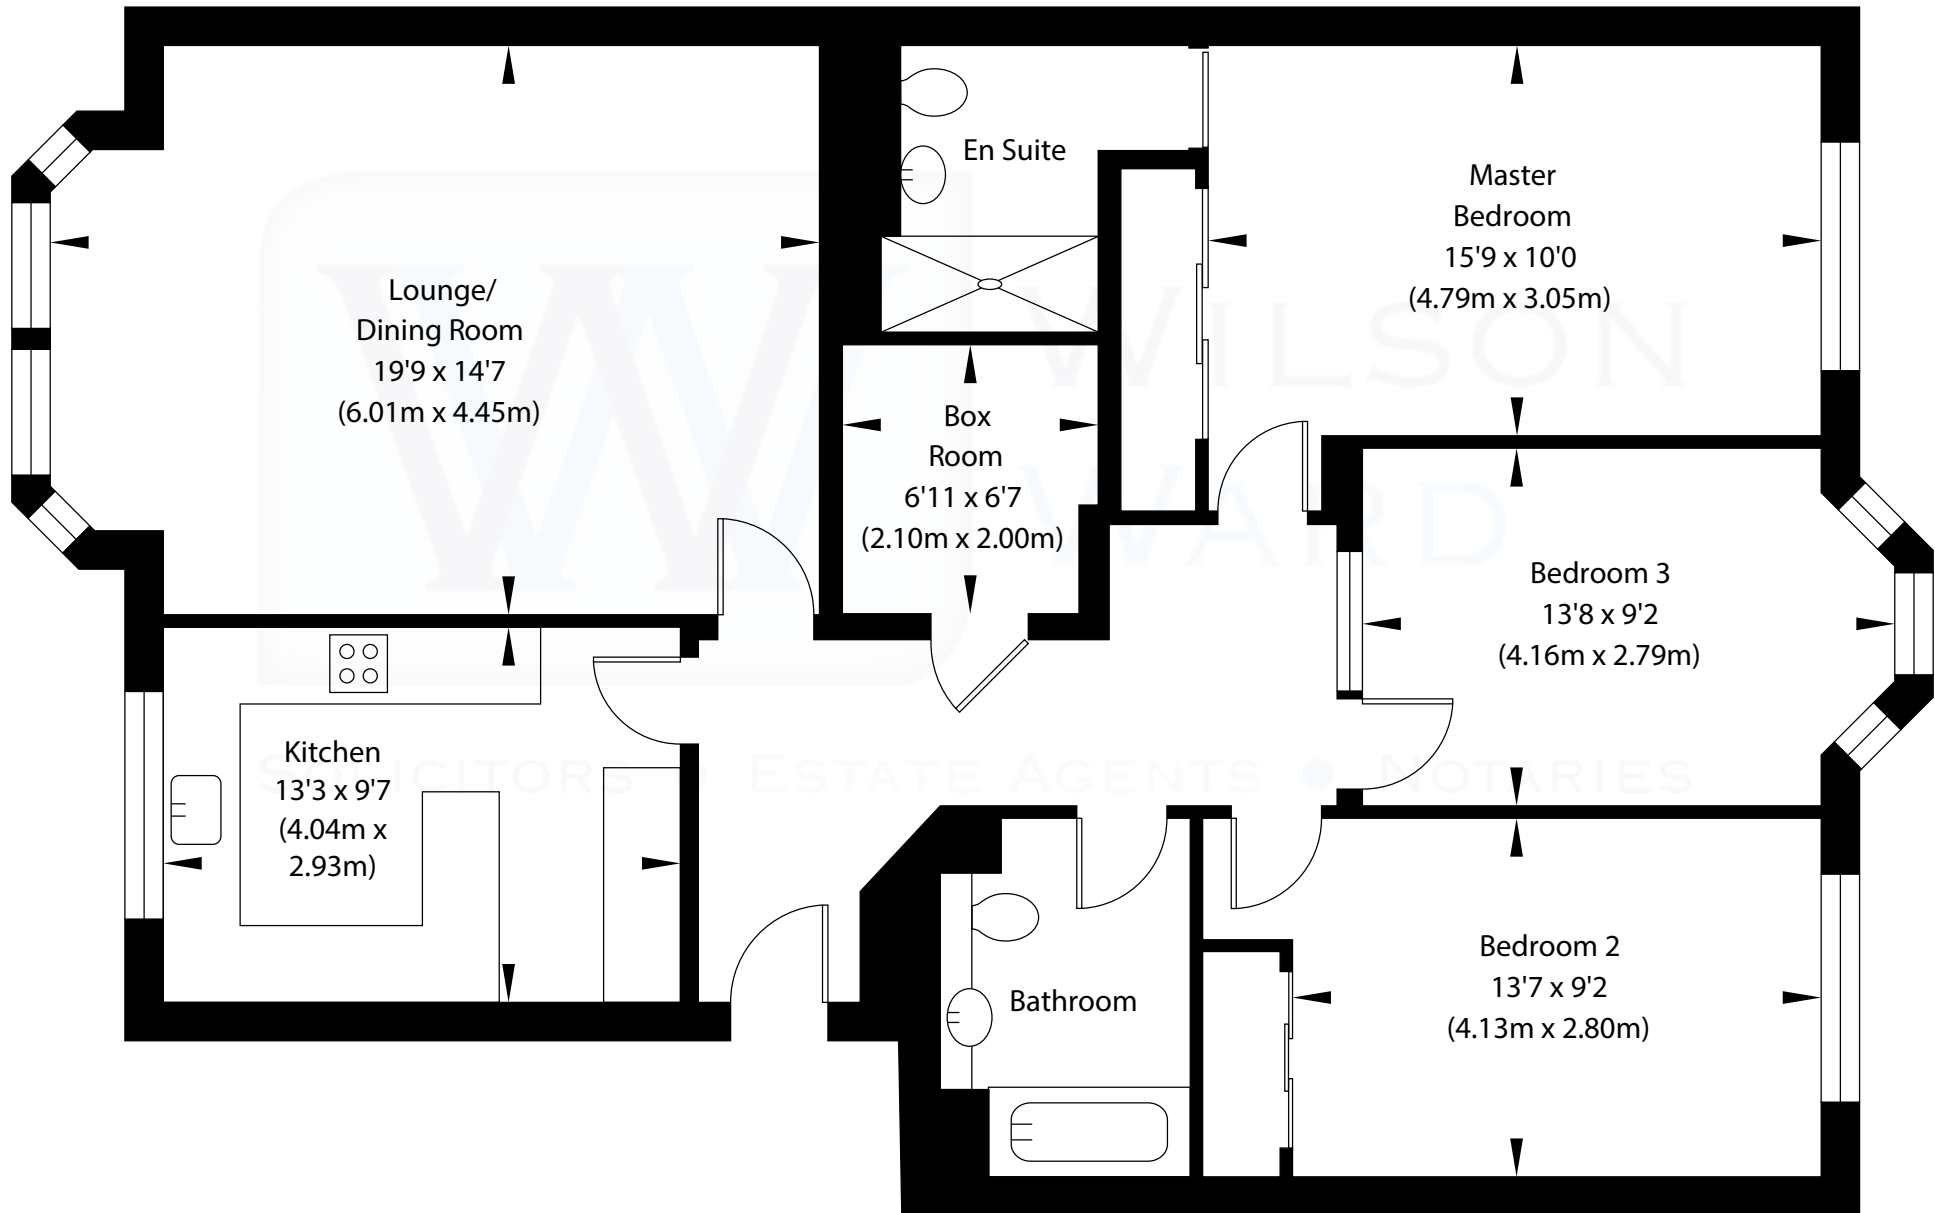 En Suite
Master
Bedroom
15'9 x 10'0
(4.79m x 3.05m)
Lounge/
Dining Room
19'9 x 14'7
(6.01m x 4.45m)
Box
Room
6'11 x 6'7
(2.10m x 2.00m)
Bedroom 3
13'8 x 9'2
(4.16m x 2.79m)
Kitchen
13'3 x 9'7
(4.04m x
2.93m)
Bathroom
Bedroom 2
13'7 x 9'2
(4.13m x 2.80m)
W
WILSON
WARD
SOLICITORS • ESTATE AGENTS • NOTARIES